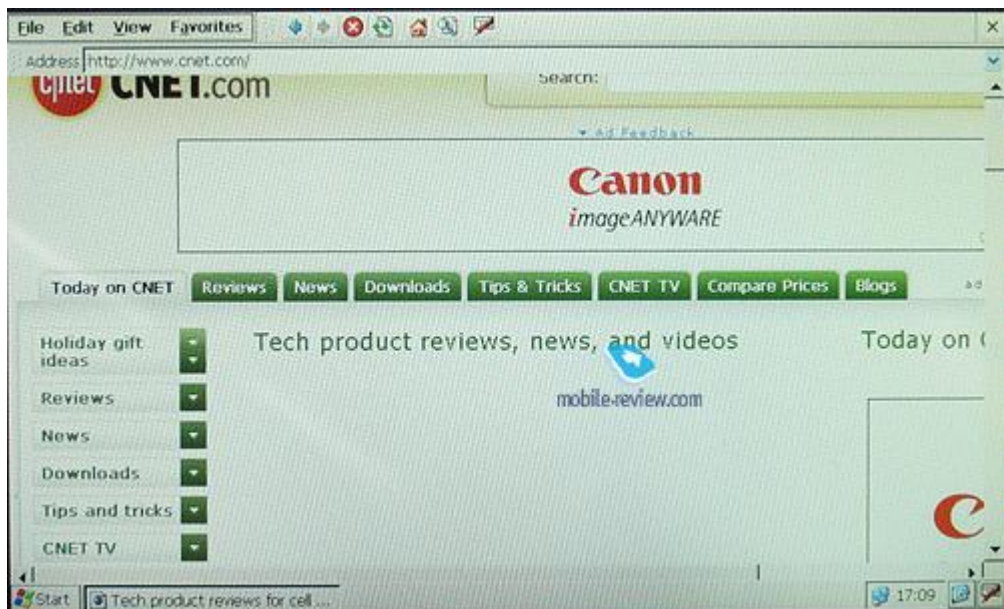 File Edit View Favorites
Address http://www.cnet.com/
cnet CNET.com
Search:
Ad Feedback
Canon
imageANYWARE
Today on CNET Reviews News Downloads Tips & Tricks CNET TV Compare Prices Blogs ad
Holiday gift
ideas
Tech product reviews, news, and videos
Today on
mobile-review.com
Reviews
News
Downloads
Tips and tricks
CNET TV
C
Start Tech product reviews for cell ...
17:09